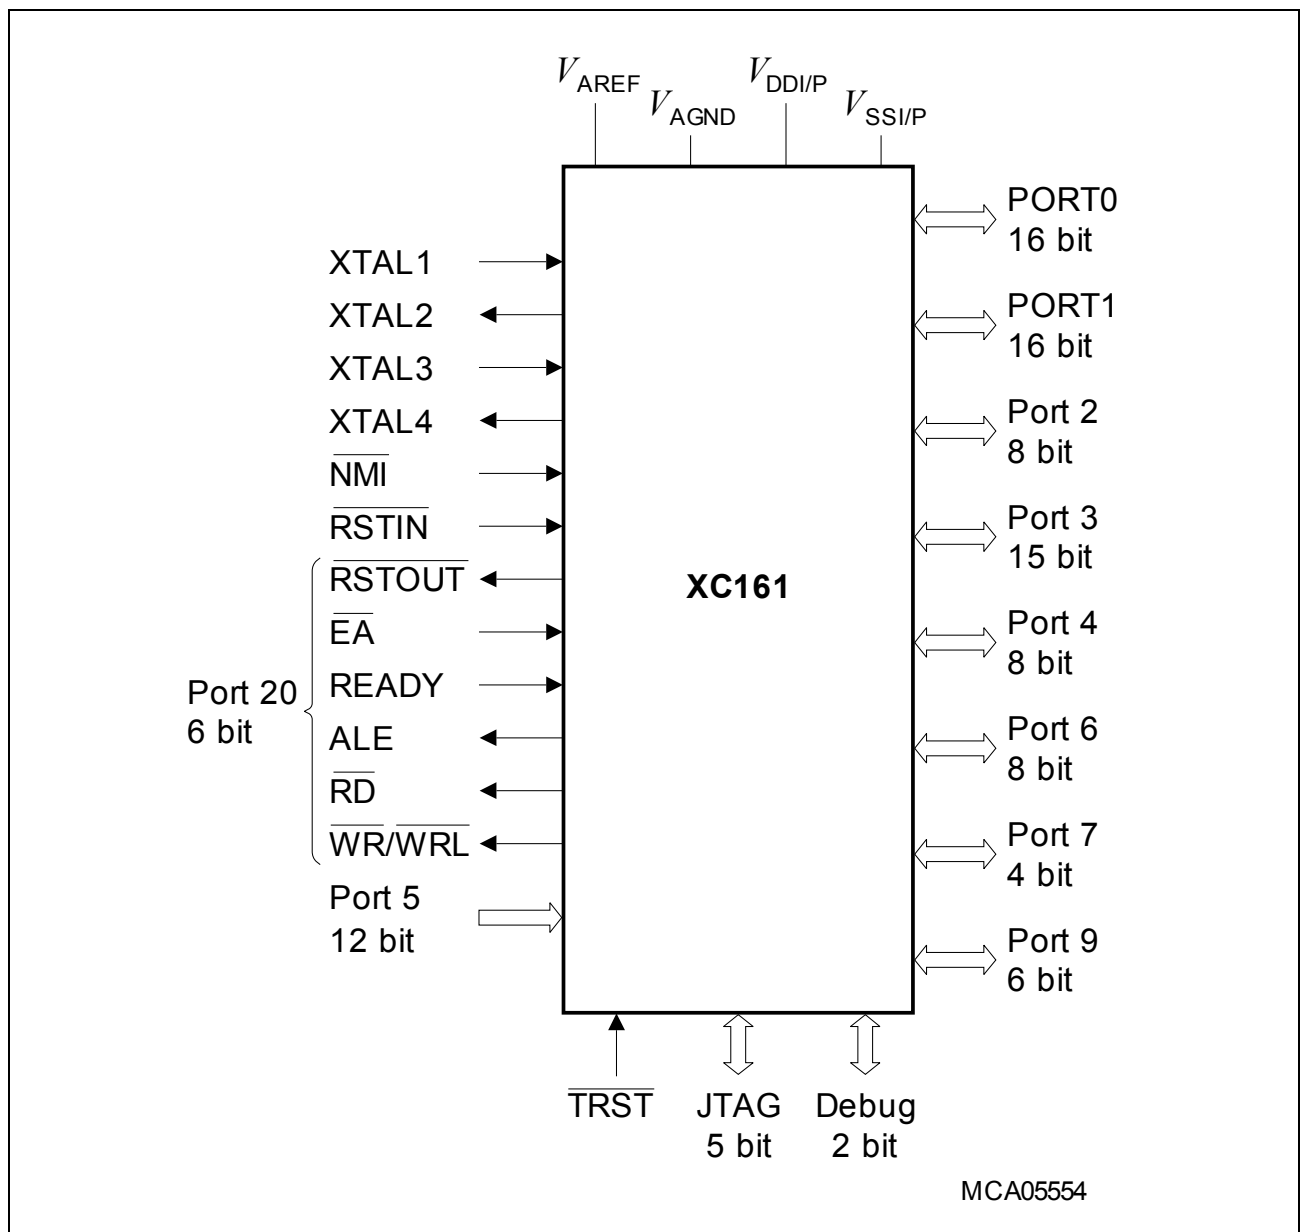 VAREF
VAGND
VDDI/P
VSSI/P
XTAL1
XTAL2
XTAL3
XTAL4
NMI
RSTIN
RSTOUT
EA
READY
ALE
RD
WR/WRL
Port 20
6 bit
Port 5
12 bit
XC161
PORT0
16 bit
PORT1
16 bit
Port 2
8 bit
Port 3
15 bit
Port 4
8 bit
Port 6
8 bit
Port 7
4 bit
Port 9
6 bit
TRST
JTAG
5 bit
Debug
2 bit
MCA05554